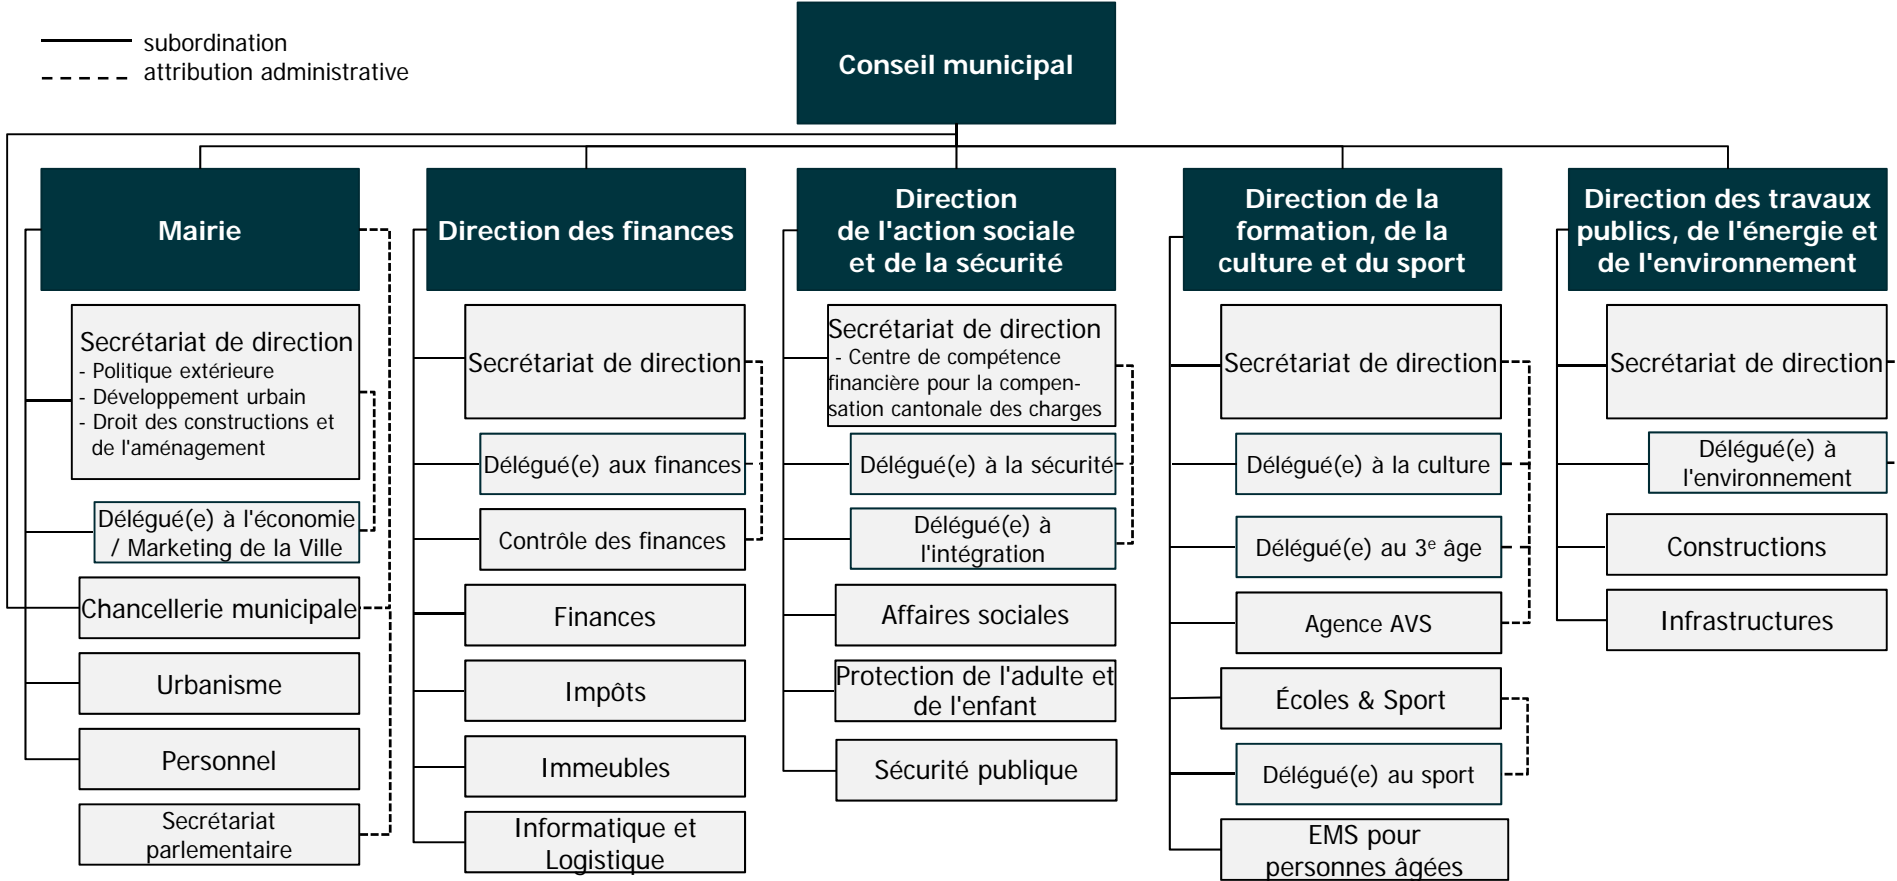 subordination
attribution administrative
Conseil municipal
Mairie
Secrétariat de direction
- Politique extérieure
- Développement urbain
- Droit des constructions et
de l'aménagement
Délégué(e) à l'économie
/ Marketing de la Ville
Chancellerie municipale
Urbanisme
Personnel
Secrétariat
parlementaire
Direction des finances
Secrétariat de direction
Délégué(e) aux finances
Contrôle des finances
Finances
Impôts
Immeubles
Informatique et
Logistique
Direction
de l'action sociale
et de la sécurité
Secrétariat de direction
- Centre de compétence
financière pour la compen-
sation cantonale des charges
Délégué(e) à la sécurité
Délégué(e) à
l'intégration
Affaires sociales
Protection de l'adulte et
de l'enfant
Sécurité publique
Direction de la
formation, de la
culture et du sport
Secrétariat de direction
Délégué(e) à la culture
Délégué(e) au 3e âge
Agence AVS
Écoles & Sport
Délégué(e) au sport
EMS pour
personnes âgées
Direction des travaux
publics, de l'énergie et
de l'environnement
Secrétariat de direction
Délégué(e) à
l'environnement
Constructions
Infrastructures